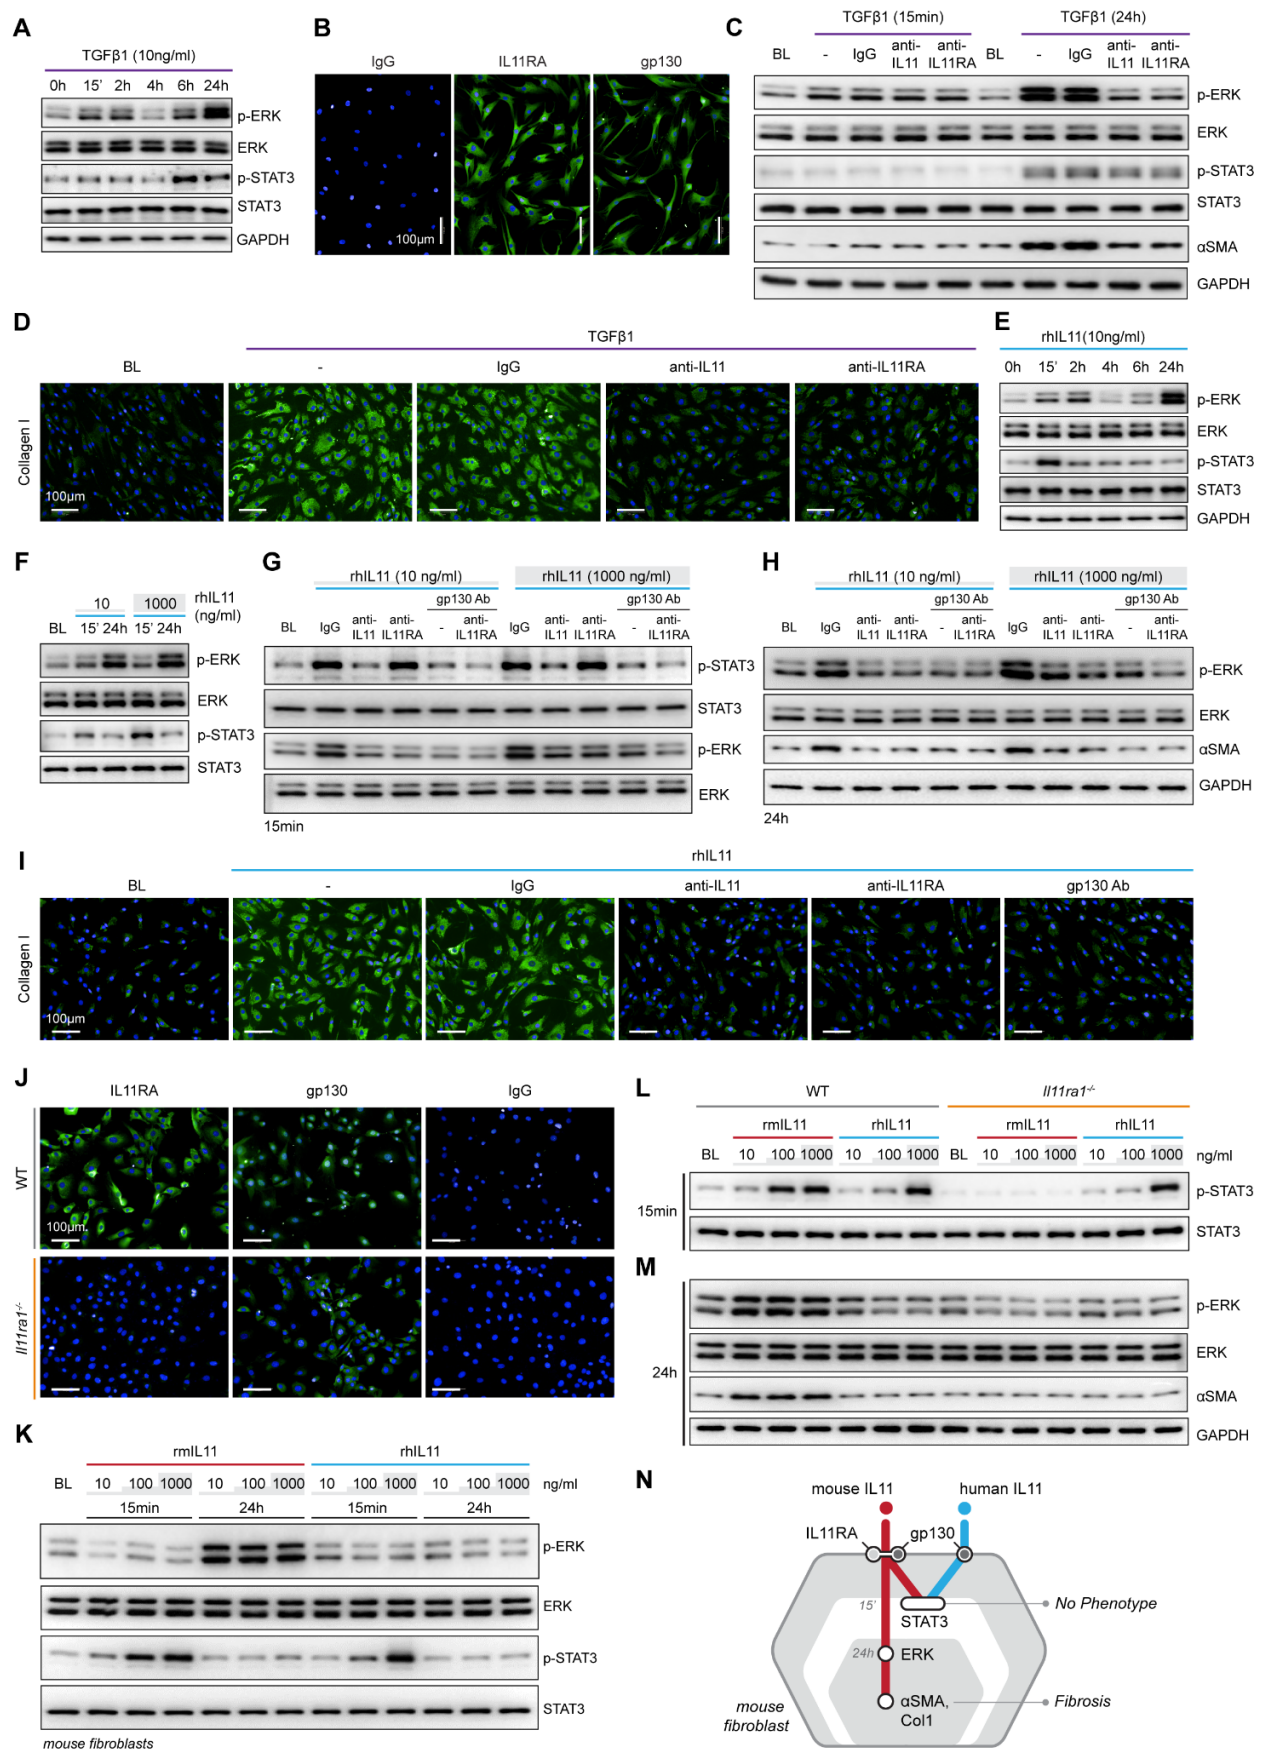 A
TGFβ1 (10ng/ml)
0h 15' 2h 4h 6h 24h
p-ERK
ERK
p-STAT3
STAT3
GAPDH
B
IgG IL11RA gp130
100µm
C
TGFβ1 (15min) TGFβ1 (24h)
BL - IgG anti-IL11 anti-IL11RA BL - IgG anti-IL11 anti-IL11RA
p-ERK
ERK
p-STAT3
STAT3
αSMA
GAPDH
D
TGFβ1
BL - IgG anti-IL11 anti-IL11RA
Collagen I
100µm
E
rhIL11(10ng/ml)
0h 15' 2h 4h 6h 24h
p-ERK
ERK
p-STAT3
STAT3
GAPDH
F
10 1000 rhIL11
(ng/ml)
BL 15' 24h 15' 24h
p-ERK
ERK
p-STAT3
STAT3
G
rhIL11 (10 ng/ml) rhIL11 (1000 ng/ml)
gp130 Ab gp130 Ab
BL IgG anti-IL11 anti-IL11RA - anti-IL11RA IgG anti-IL11 anti-IL11RA - anti-IL11RA
p-STAT3
STAT3
p-ERK
ERK
15min
H
rhIL11 (10 ng/ml) rhIL11 (1000 ng/ml)
gp130 Ab gp130 Ab
BL IgG anti-IL11 anti-IL11RA - anti-IL11RA IgG anti-IL11 anti-IL11RA - anti-IL11RA
p-ERK
ERK
αSMA
GAPDH
24h
I
rhIL11
BL - IgG anti-IL11 anti-IL11RA gp130 Ab
Collagen I
100µm
J
IL11RA gp130 IgG
WT
100µm
Il11ra1-/-
K
rmIL11 rhIL11
BL 10 100 1000 10 100 1000 10 100 1000 10 100 1000 ng/ml
15min 24h 15min 24h
p-ERK
ERK
p-STAT3
STAT3
mouse fibroblasts
L
WT Il11ra1-/-
rmIL11 rhIL11 rmIL11 rhIL11
BL 10 100 1000 10 100 1000 BL 10 100 1000 10 100 1000 ng/ml
15min
p-STAT3
STAT3
M
24h
p-ERK
ERK
αSMA
GAPDH
N
mouse IL11 human IL11
IL11RA gp130
15'
STAT3
No Phenotype
24h ERK
αSMA,
Col1
Fibrosis
mouse
fibroblast